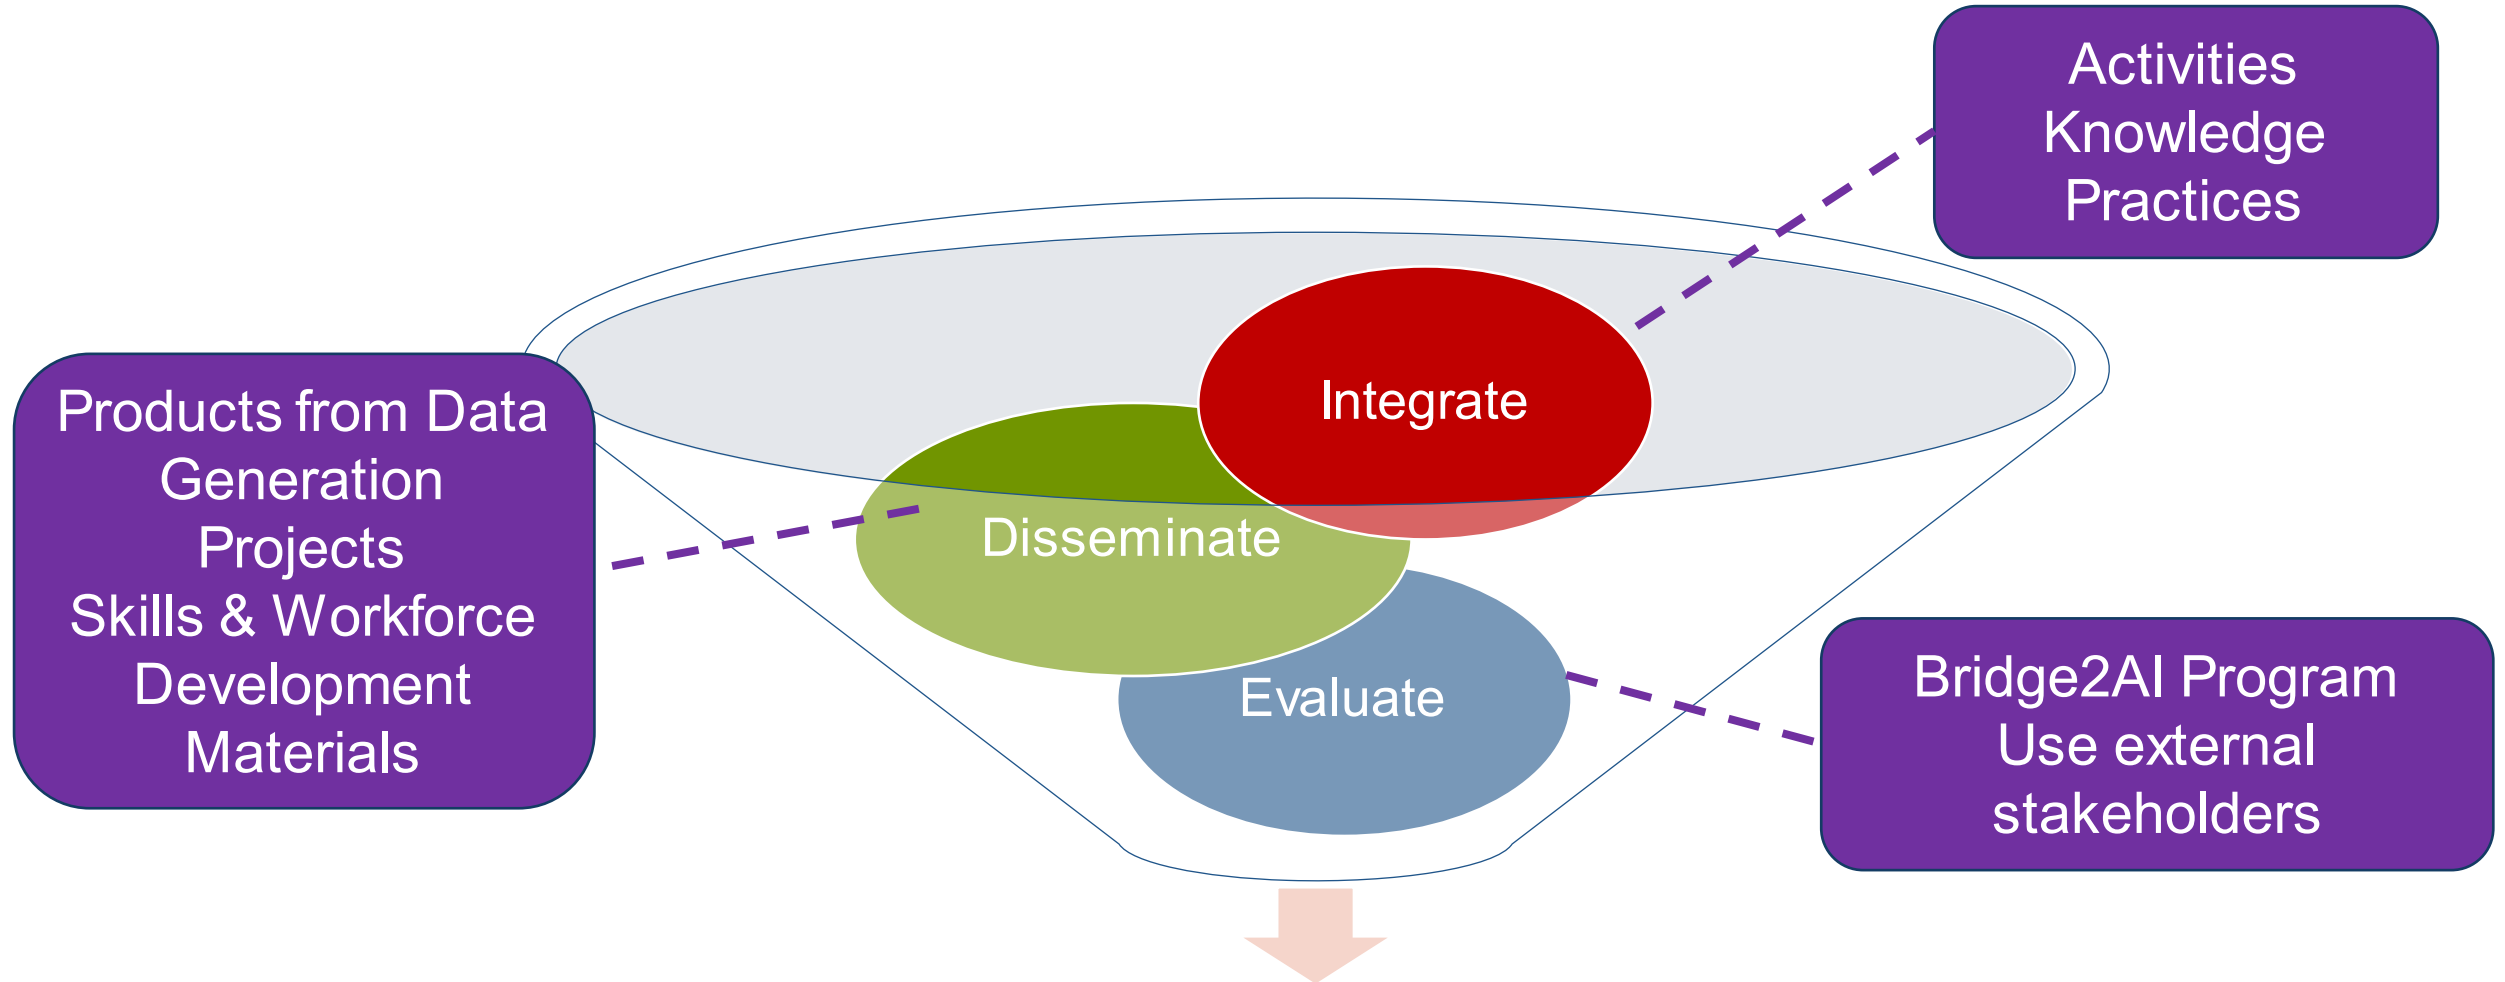 Activities
Knowledge
Practices
Integrate
Products from Data
Generation
Projects
Skills & Workforce
Development
Materials
Disseminate
Evaluate
Bridge2AI Program
Use external
stakeholders